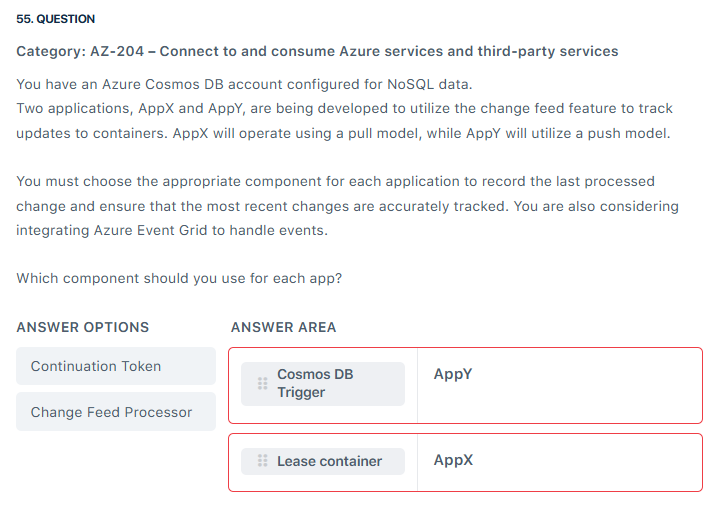 55. QUESTION
Category: AZ-204 – Connect to and consume Azure services and third-party services
You have an Azure Cosmos DB account configured for NoSQL data.
Two applications, AppX and AppY, are being developed to utilize the change feed feature to track
updates to containers. AppX will operate using a pull model, while AppY will utilize a push model.
You must choose the appropriate component for each application to record the last processed
change and ensure that the most recent changes are accurately tracked. You are also considering
integrating Azure Event Grid to handle events.
Which component should you use for each app?
ANSWER OPTIONS
Continuation Token
Change Feed Processor
ANSWER AREA
Cosmos DB
Trigger
AppY
Lease container
AppX